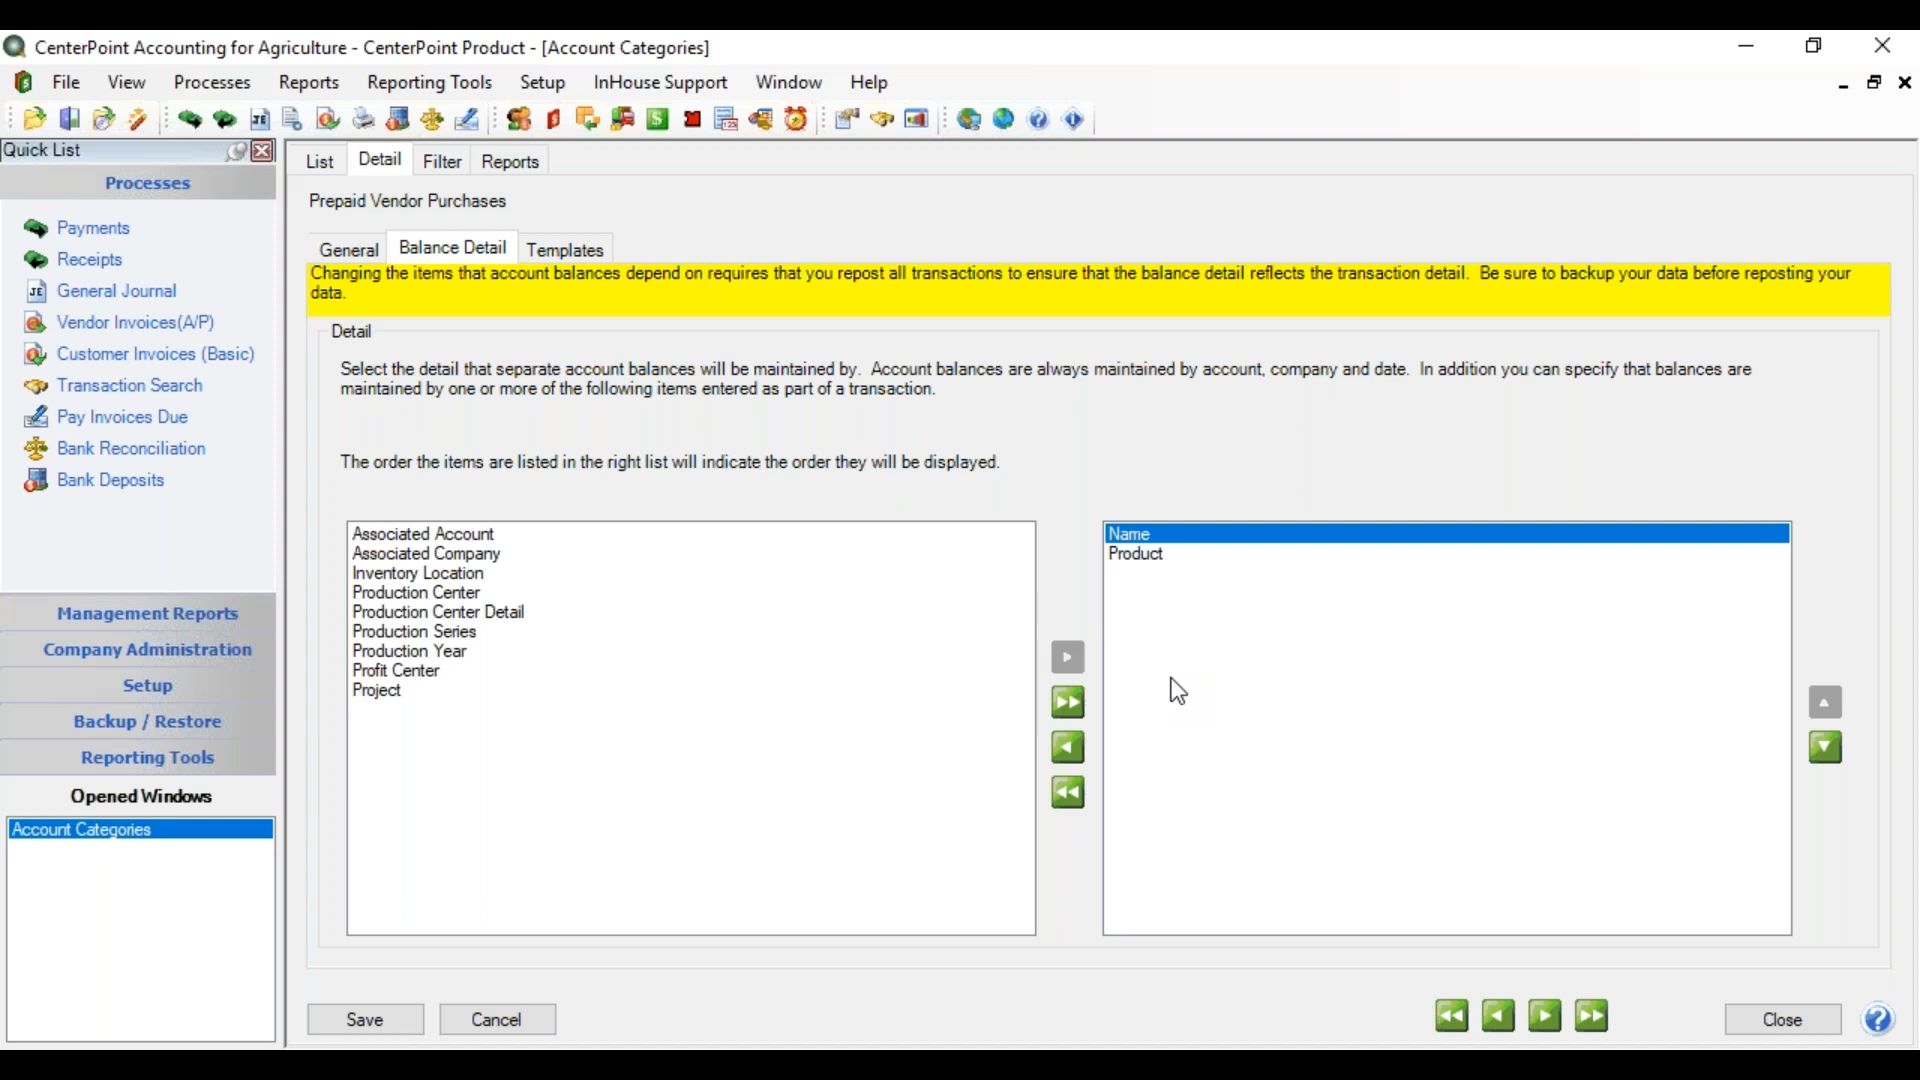 CenterPoint Accounting for Agriculture - CenterPoint Product - [Account Categories]
File View Processes Reports Reporting Tools Setup InHouse Support Window Help
Quick List
Processes
Payments
Receipts
JE General Journal
Vendor Invoices(A/P)
Customer Invoices (Basic)
Transaction Search
Pay Invoices Due
Bank Reconciliation
Bank Deposits
Management Reports
Company Administration
Setup
Backup / Restore
Reporting Tools
Opened Windows
Account Categories
List Detail Filter Reports
Prepaid Vendor Purchases
General Balance Detail Templates
Changing the items that account balances depend on requires that you repost all transactions to ensure that the balance detail reflects the transaction detail. Be sure to backup your data before reposting your
data.
Detail
Select the detail that separate account balances will be maintained by. Account balances are always maintained by account, company and date. In addition you can specify that balances are
maintained by one or more of the following items entered as part of a transaction.
The order the items are listed in the right list will indicate the order they will be displayed.
Associated Account
Associated Company
Inventory Location
Production Center
Production Center Detail
Production Series
Production Year
Profit Center
Project
Name
Product
Save Cancel Close